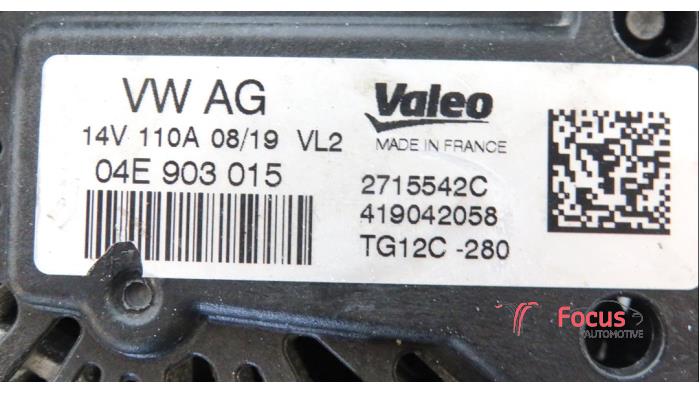 VW AG
14V 110A 08/19 VL2
04E 903 015
Valeo
MADE IN FRANCE
2715542C
419042058
TG12C -280
Focus
AUTOMOTIVE